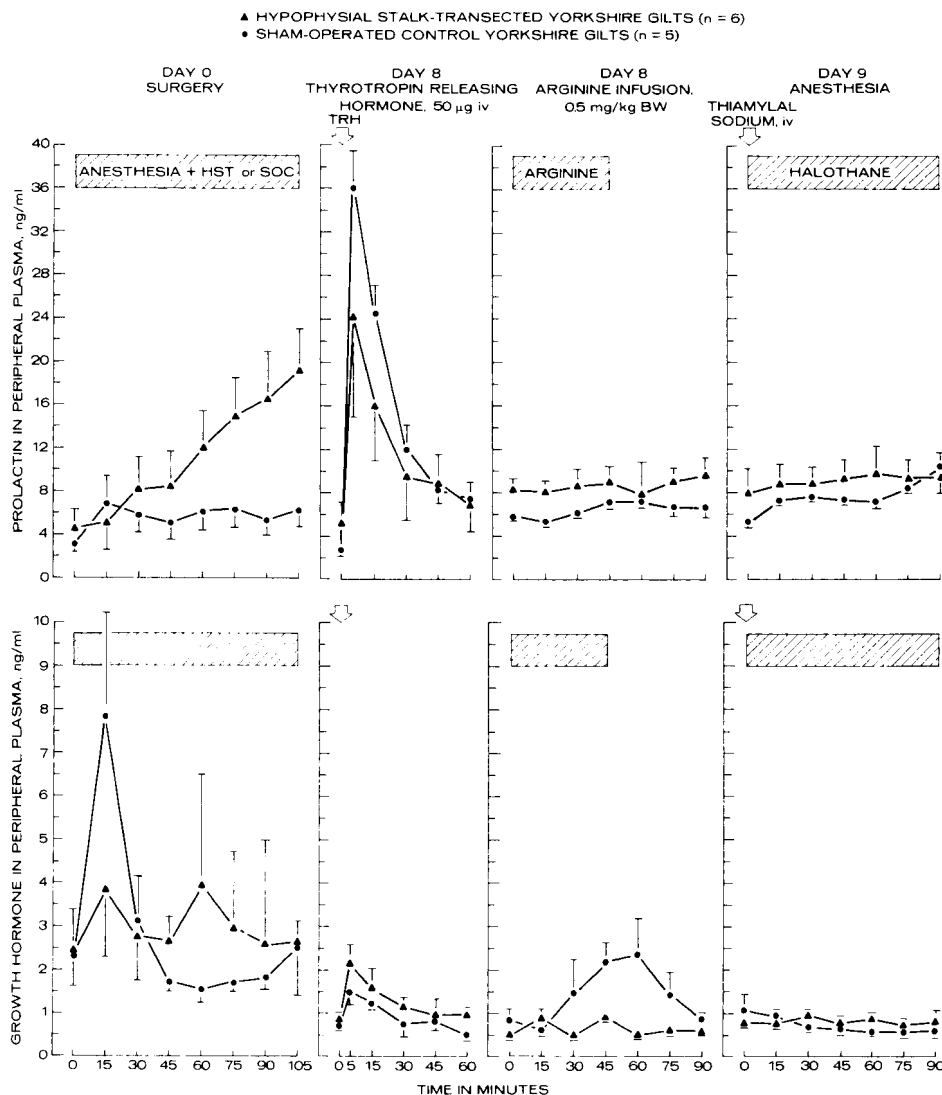 ▲ HYPOPHYSIAL STALK-TRANSECTED YORKSHIRE GILTS (n = 6)
● SHAM-OPERATED CONTROL YORKSHIRE GILTS (n = 5)
DAY 0
SURGERY
DAY 8
THYROTROPIN RELEASING
HORMONE, 50 µg iv
TRH
DAY 8
ARGININE INFUSION,
0.5 mg/kg BW
DAY 9
ANESTHESIA
THIAMYLAL
SODIUM, iv
PROLACTIN IN PERIPHERAL PLASMA, ng/ml
40
36
32
28
24
20
16
12
8
4
0
ANESTHESIA + HST or SOC
ARGININE
HALOTHANE
GROWTH HORMONE IN PERIPHERAL PLASMA, ng/ml
10
9
8
7
6
5
4
3
2
1
0
0 15 30 45 60 75 90 105
0 5 15 30 45 60
0 15 30 45 60 75 90
0 15 30 45 60 75 90
TIME IN MINUTES